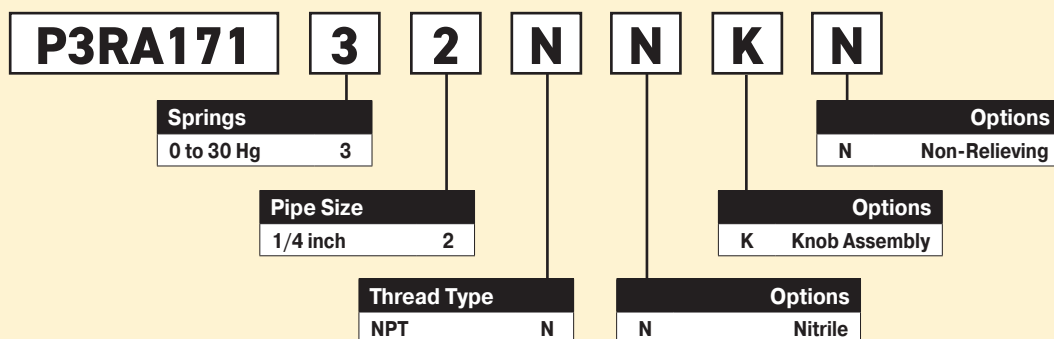 P3RA171 3 2 N N K N
Springs
0 to 30 Hg 3
Options
N Non-Relieving
Pipe Size
1/4 inch 2
Options
K Knob Assembly
Thread Type
NPT N
Options
N Nitrile